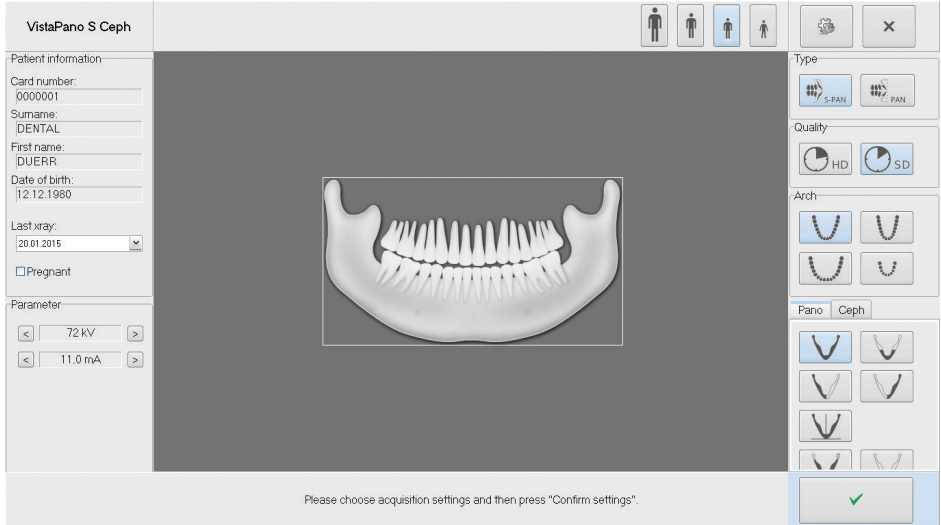 VistaPano S Ceph
Patient information
Card number:
0000001
Surname:
DENTAL
First name:
DUERR
Date of birth:
12.12.1980
Last xray:
20.01.2015
Pregnant
Parameter
< 72 kV >
< 11.0 mA >
Type
S-PAN PAN
Quality
HD SD
Arch
Pano Ceph
Please choose acquisition settings and then press "Confirm settings".